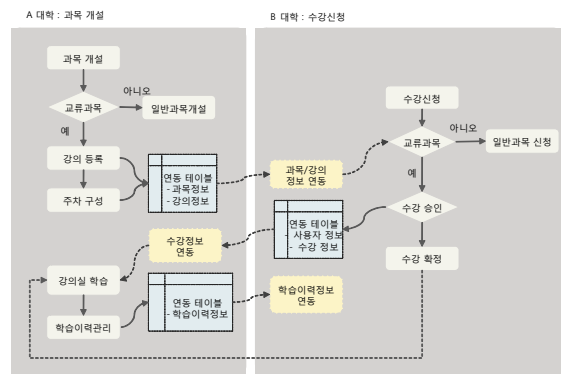 A 대학 : 과목 개설
B 대학 : 수강신청
과목 개설
아니오
교류과목
일반과목개설
예
강의 등록
주차 구성
연동 테이블
- 과목정보
- 강의정보
과목/강의
정보 연동
수강신청
아니오
교류과목
일반과목 신청
예
수강 승인
수강 확정
연동 테이블
- 사용자 정보
- 수강 정보
수강정보
연동
강의실 학습
학습이력관리
연동 테이블
- 학습이력정보
학습이력정보
연동